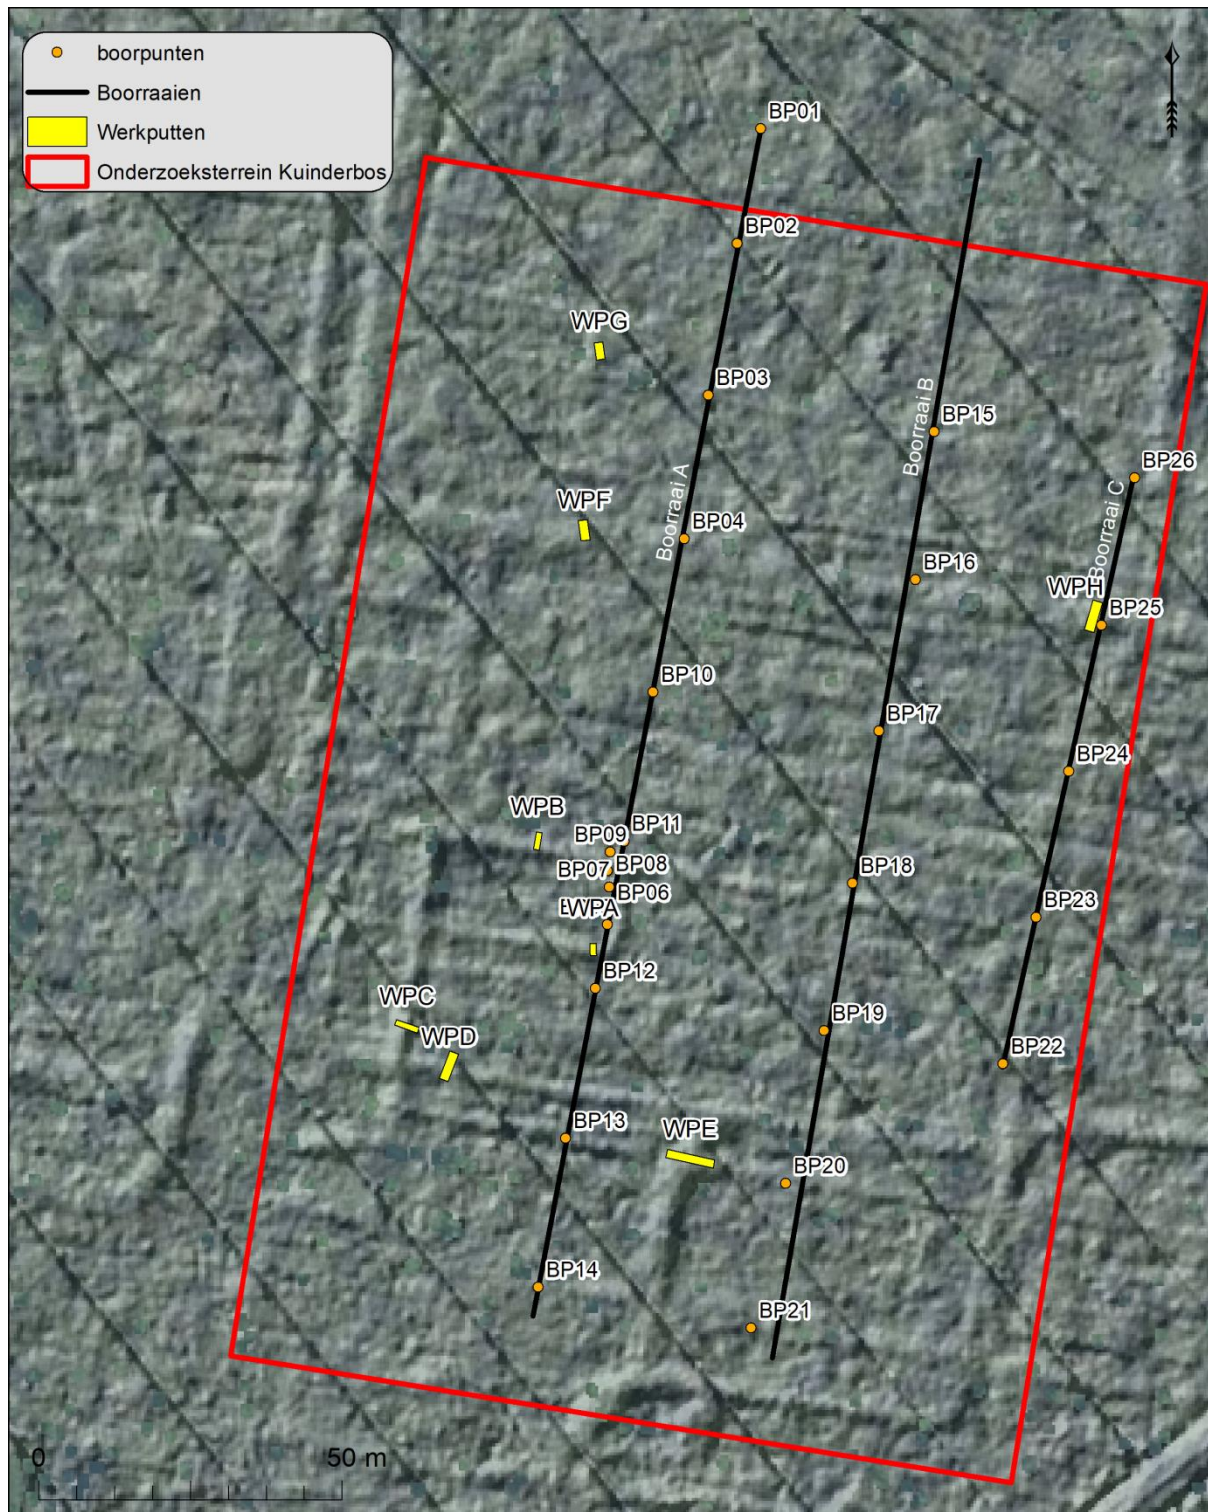 boorpunten
Boorraaien
Werkputten
Onderzoeksterrein Kuinderbos
BP01
BP02
WPG
BP03
Boorraai B
BP15
Boorraai A
BP26
WPF
BP04
Boorraai C
BP16
WPH
BP25
BP10
BP17
BP24
WPB
BP11
BP09
BP08
BP07
BP18
BP06
WPA
BP23
BP12
WPC
WPD
BP19
BP22
BP13
WPE
BP20
BP14
BP21
0
50 m